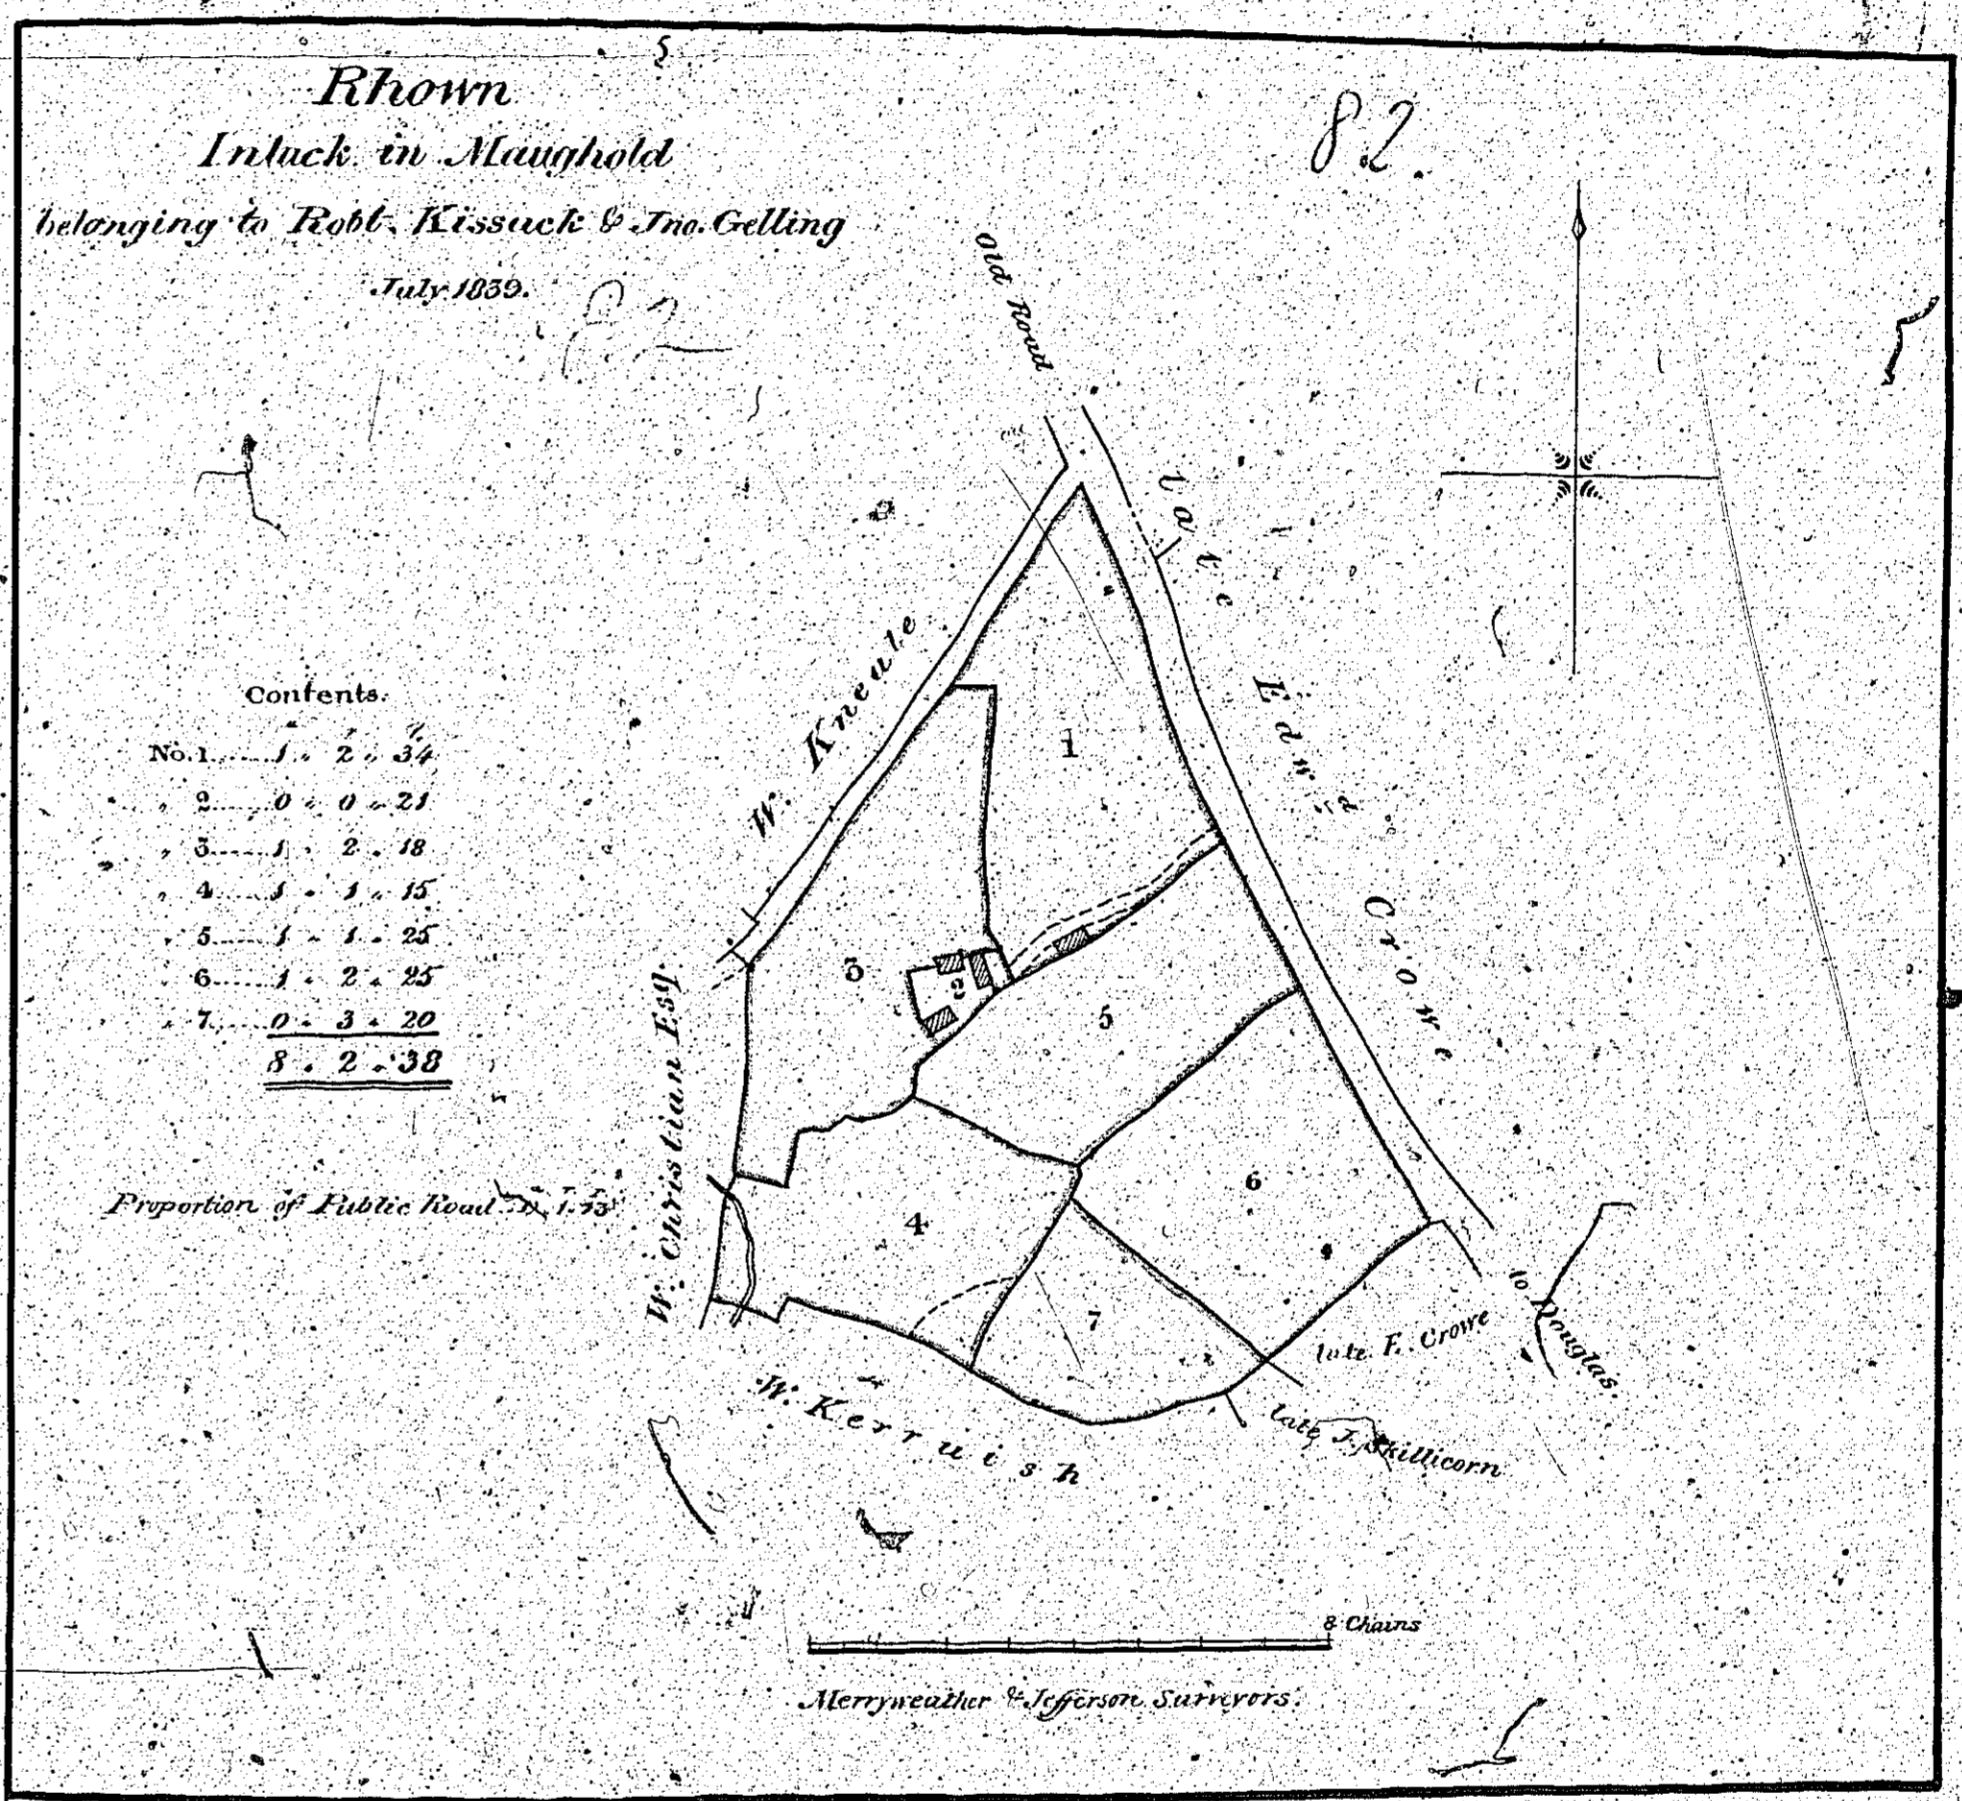 Rhown
Intack in Maughold
belonging to Robt. Kissack & Jno. Gelling
July 1839.
82.
82
Old Road
late Edwd. Crowe
W. Kneale
W. Christian Esq.
W. Kerruish
late F. Crowe
late J. Skillicorn
to Douglas.
Contents.
a r p
No. 1 ...... 1 " 2 " 34
" 2 ...... 0 " 0 " 21
" 3 ...... 1 " 2 " 18
" 4 ...... 1 " 1 " 15
" 5 ...... 1 " 1 " 25
" 6 ...... 1 " 2 " 25
" 7 ...... 0 " 3 " 20
8 . 2 . 38
Proportion of Public Road
1
2
3
4
5
6
7
8 Chains
Merryweather & Jefferson Surveyors.